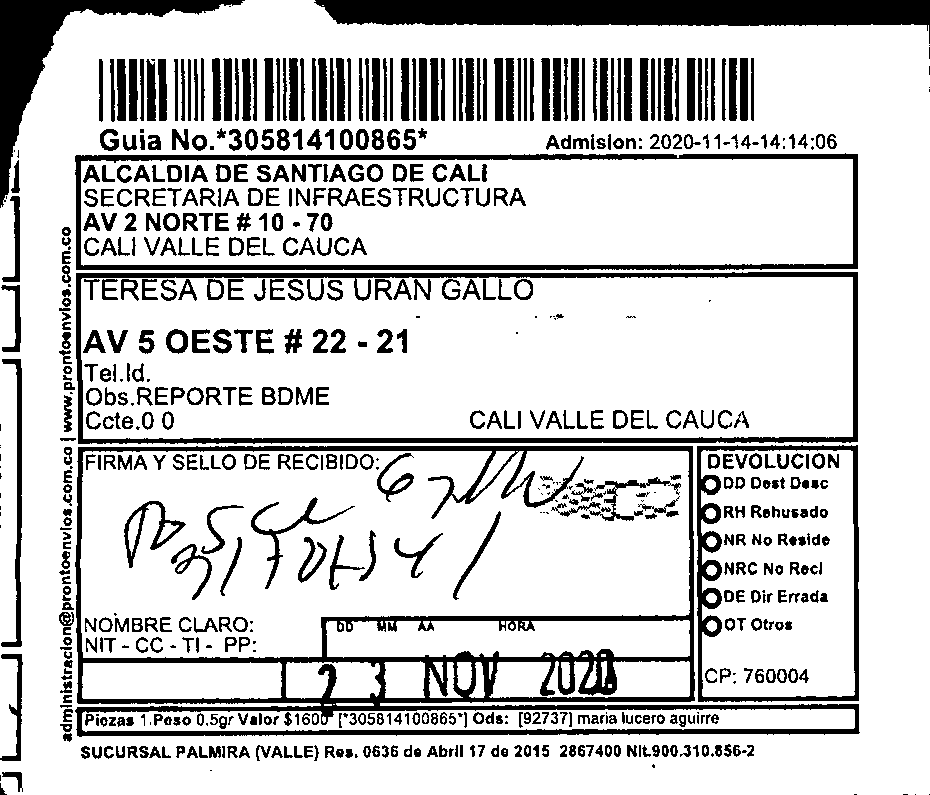 Guia No.*305814100865*
Admision: 2020-11-14-14:14:06
ALCALDIA DE SANTIAGO DE CALI
SECRETARIA DE INFRAESTRUCTURA
AV 2 NORTE # 10 - 70
CALI VALLE DEL CAUCA
TERESA DE JESUS URAN GALLO
AV 5 OESTE # 22 - 21
Tel.Id.
Obs.REPORTE BDME
Ccte.0 0 CALI VALLE DEL CAUCA
administracion@prontoenvios.com.co | www.prontoenvios.com.co
FIRMA Y SELLO DE RECIBIDO:
NOMBRE CLARO:
NIT - CC - TI - PP:
DD MM AA HORA
23 NOV 2020
DEVOLUCION
DD Dest Desc
RH Rehusado
NR No Reside
NRC No Recl
DE Dir Errada
OT Otros
CP: 760004
Piezas 1.Peso 0.5gr Valor $1600 [*305814100865*] Ods: [92737] maria lucero aguirre
SUCURSAL PALMIRA (VALLE) Res. 0636 de Abril 17 de 2015 2867400 Nit.900.310.856-2